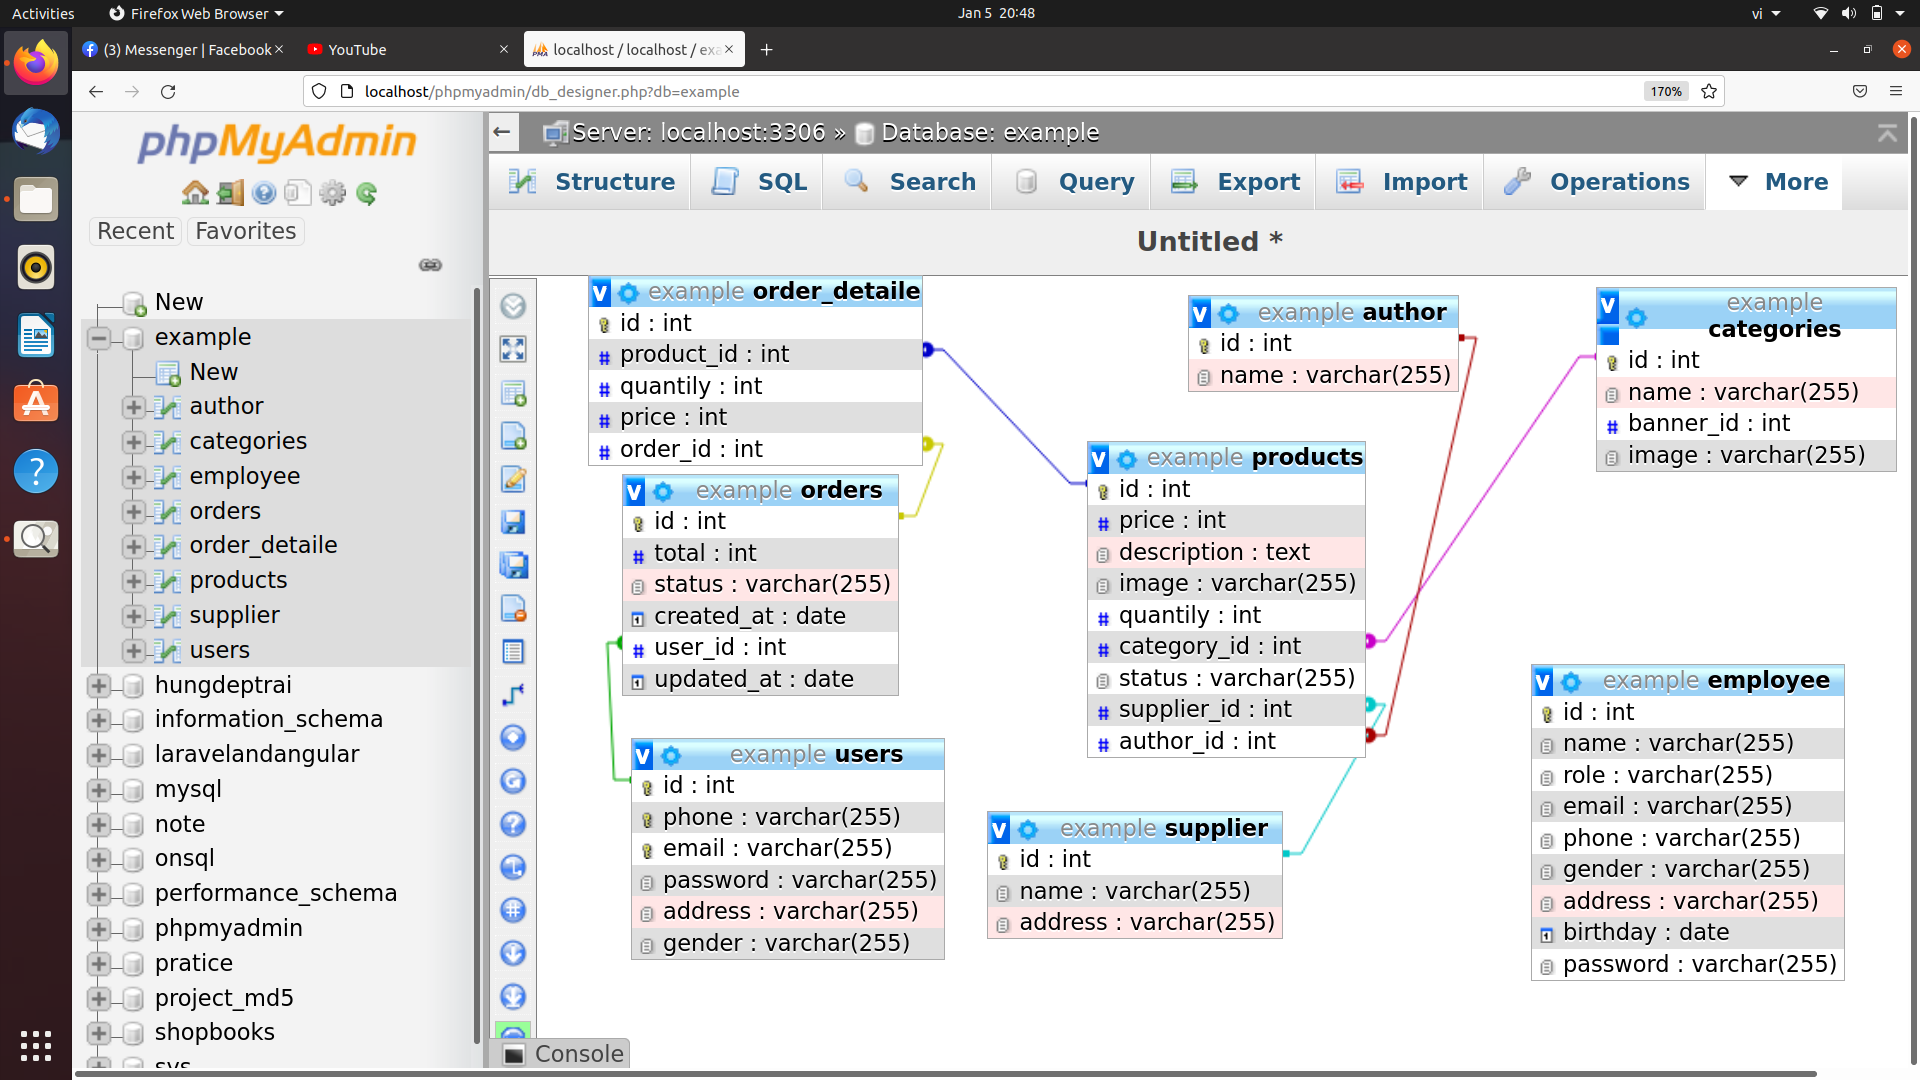 Activities
Firefox Web Browser
Jan 5 20:48
vi
(3) Messenger | Facebook
YouTube
localhost / localhost / exa
localhost/phpmyadmin/db_designer.php?db=example
170%
phpMyAdmin
Recent
Favorites
New
example
New
author
categories
employee
orders
order_detaile
products
supplier
users
hungdeptrai
information_schema
laravelandangular
mysql
note
onsql
performance_schema
phpmyadmin
pratice
project_md5
shopbooks
sys
Server: localhost:3306 » Database: example
Structure
SQL
Search
Query
Export
Import
Operations
More
Untitled *
example order_detaile
id : int
product_id : int
quantily : int
price : int
order_id : int
example orders
id : int
total : int
status : varchar(255)
created_at : date
user_id : int
updated_at : date
example users
id : int
phone : varchar(255)
email : varchar(255)
password : varchar(255)
address : varchar(255)
gender : varchar(255)
example author
id : int
name : varchar(255)
example products
id : int
price : int
description : text
image : varchar(255)
quantily : int
category_id : int
status : varchar(255)
supplier_id : int
author_id : int
example supplier
id : int
name : varchar(255)
address : varchar(255)
example
categories
id : int
name : varchar(255)
banner_id : int
image : varchar(255)
example employee
id : int
name : varchar(255)
role : varchar(255)
email : varchar(255)
phone : varchar(255)
gender : varchar(255)
address : varchar(255)
birthday : date
password : varchar(255)
Console